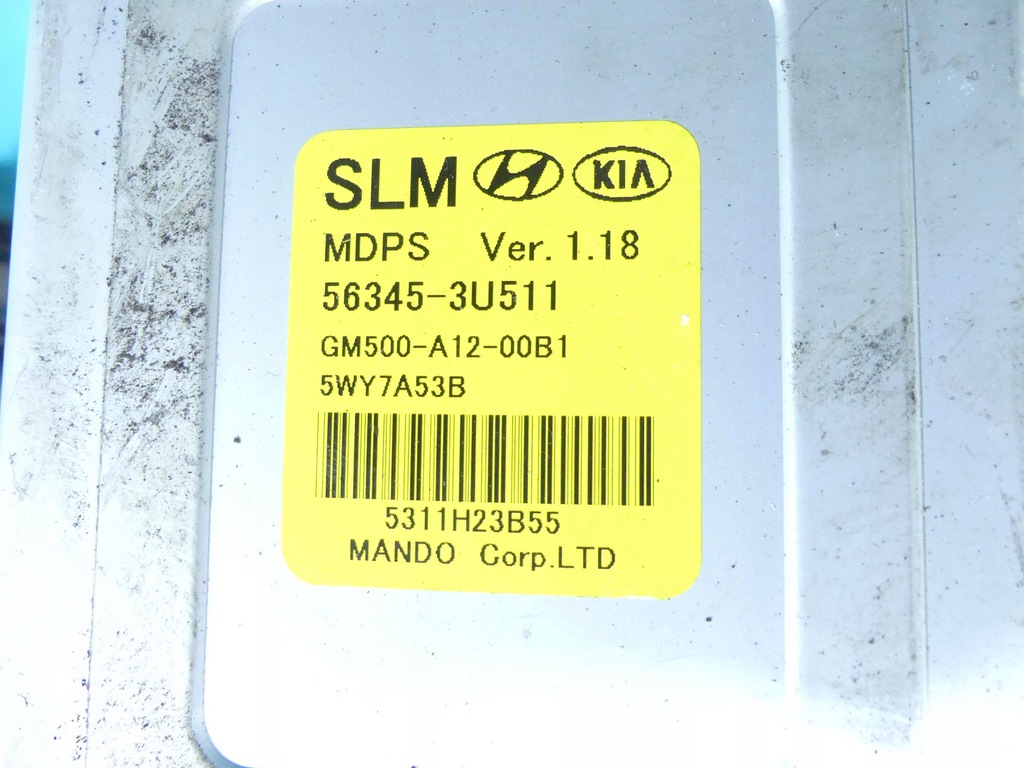 SLM KIA
MDPS Ver. 1.18
56345-3U511
GM500-A12-00B1
5WY7A53B
5311H23B55
MANDO Corp.LTD